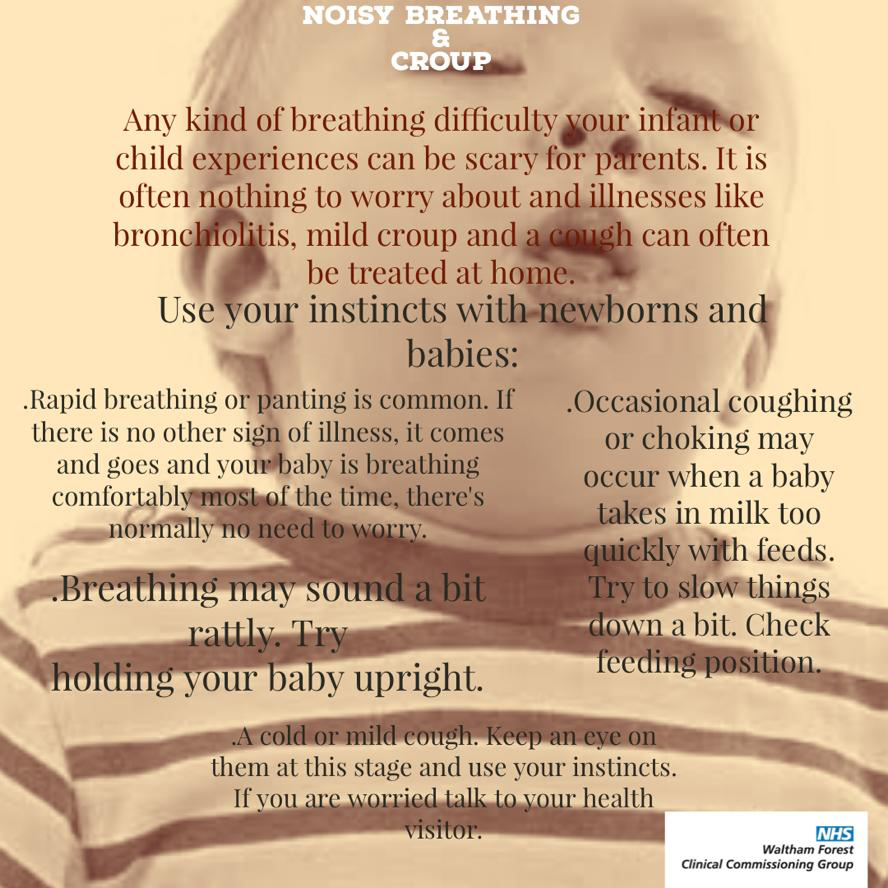 NOISY BREATHING
&
CROUP
Any kind of breathing difficulty your infant or
child experiences can be scary for parents. It is
often nothing to worry about and illnesses like
bronchiolitis, mild croup and a cough can often
be treated at home.
Use your instincts with newborns and
babies:
.Rapid breathing or panting is common. If
there is no other sign of illness, it comes
and goes and your baby is breathing
comfortably most of the time, there's
normally no need to worry.
.Breathing may sound a bit
rattly. Try
holding your baby upright.
.Occasional coughing
or choking may
occur when a baby
takes in milk too
quickly with feeds.
Try to slow things
down a bit. Check
feeding position.
.A cold or mild cough. Keep an eye on
them at this stage and use your instincts.
If you are worried talk to your health
visitor.
NHS
Waltham Forest
Clinical Commissioning Group